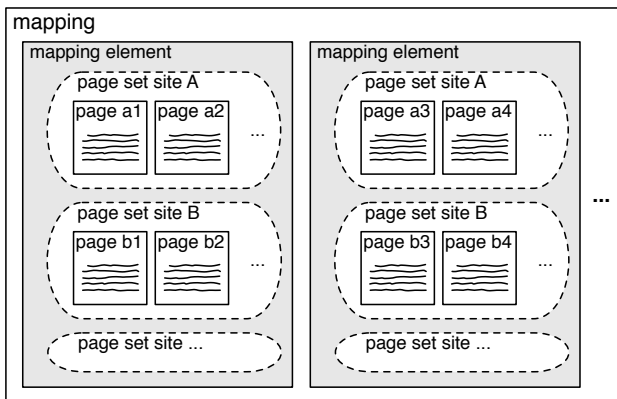 mapping
mapping element
page set site A
page a1 page a2
...
page set site B
page b1 page b2
...
page set site ...
mapping element
page set site A
page a3 page a4
...
page set site B
page b3 page b4
...
page set site ...
...